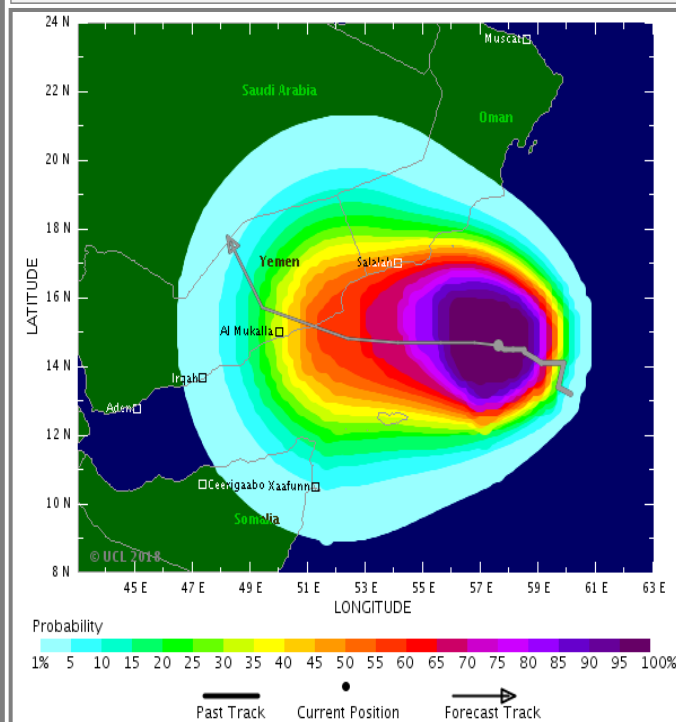 24 N
22 N
20 N
18 N
16 N
14 N
12 N
10 N
8 N
LATITUDE
Muscat
Saudi Arabia
Oman
Yemen
Salalah
Al Mukalla
Irqah
Aden
Ceerigaabo
Xaafunn
Somalia
© UCL 2018
45 E 47 E 49 E 51 E 53 E 55 E 57 E 59 E 61 E 63 E
LONGITUDE
Probability
1% 5 10 15 20 25 30 35 40 45 50 55 60 65 70 75 80 85 90 95 100%
Past Track Current Position Forecast Track